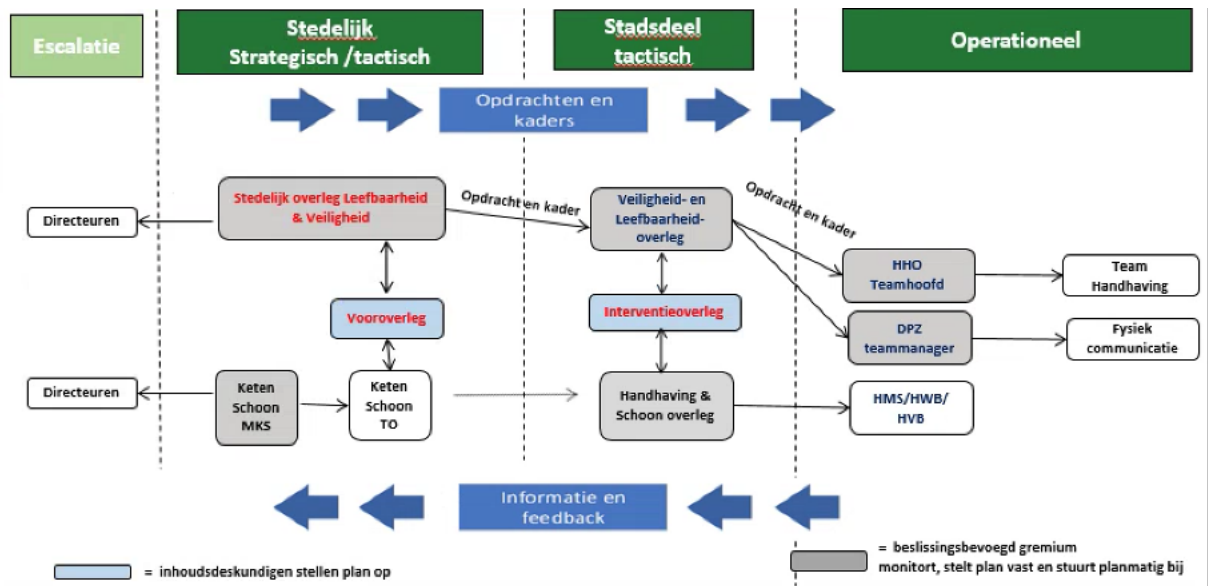 Escalatie
Stedelijk
Strategisch /tactisch
Stadsdeel
tactisch
Operationeel
Opdrachten en
kaders
Directeuren
Stedelijk overleg Leefbaarheid
& Veiligheid
Opdracht en kader
Veiligheid- en
Leefbaarheid-
overleg
Opdracht en kader
HHO
Teamhoofd
Team
Handhaving
Vooroverleg
Interventieoverleg
DPZ
teammanager
Fysiek
communicatie
Directeuren
Keten
Schoon
MKS
Keten
Schoon
TO
Handhaving &
Schoon overleg
HMS/HWB/
HVB
Informatie en
feedback
= inhoudsdeskundigen stellen plan op
= beslissingsbevoegd gremium
monitort, stelt plan vast en stuurt planmatig bij